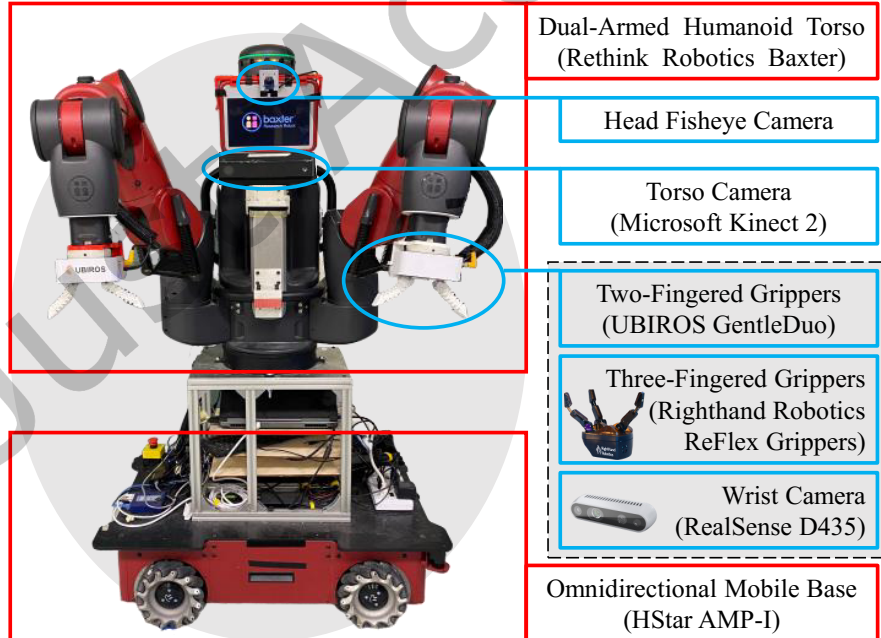 Dual-Armed Humanoid Torso
(Rethink Robotics Baxter)
Head Fisheye Camera
baxter
Torso Camera
(Microsoft Kinect 2)
UBIROS
Two-Fingered Grippers
(UBIROS GentleDuo)
Three-Fingered Grippers
(Righthand Robotics
ReFlex Grippers)
Wrist Camera
(RealSense D435)
Omnidirectional Mobile Base
(HStar AMP-I)